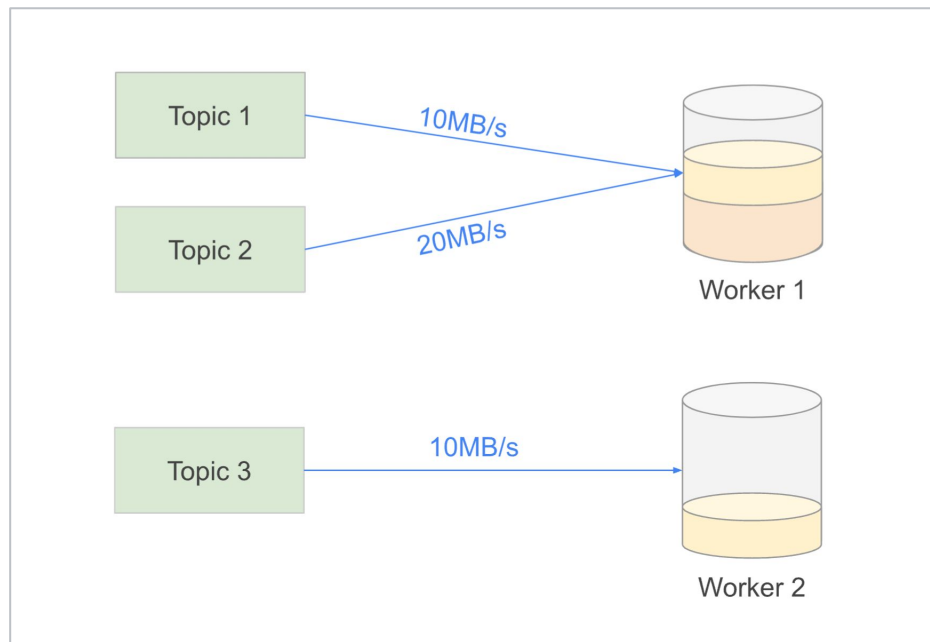 Topic 1
10MB/s
Topic 2
20MB/s
Worker 1
Topic 3
10MB/s
Worker 2